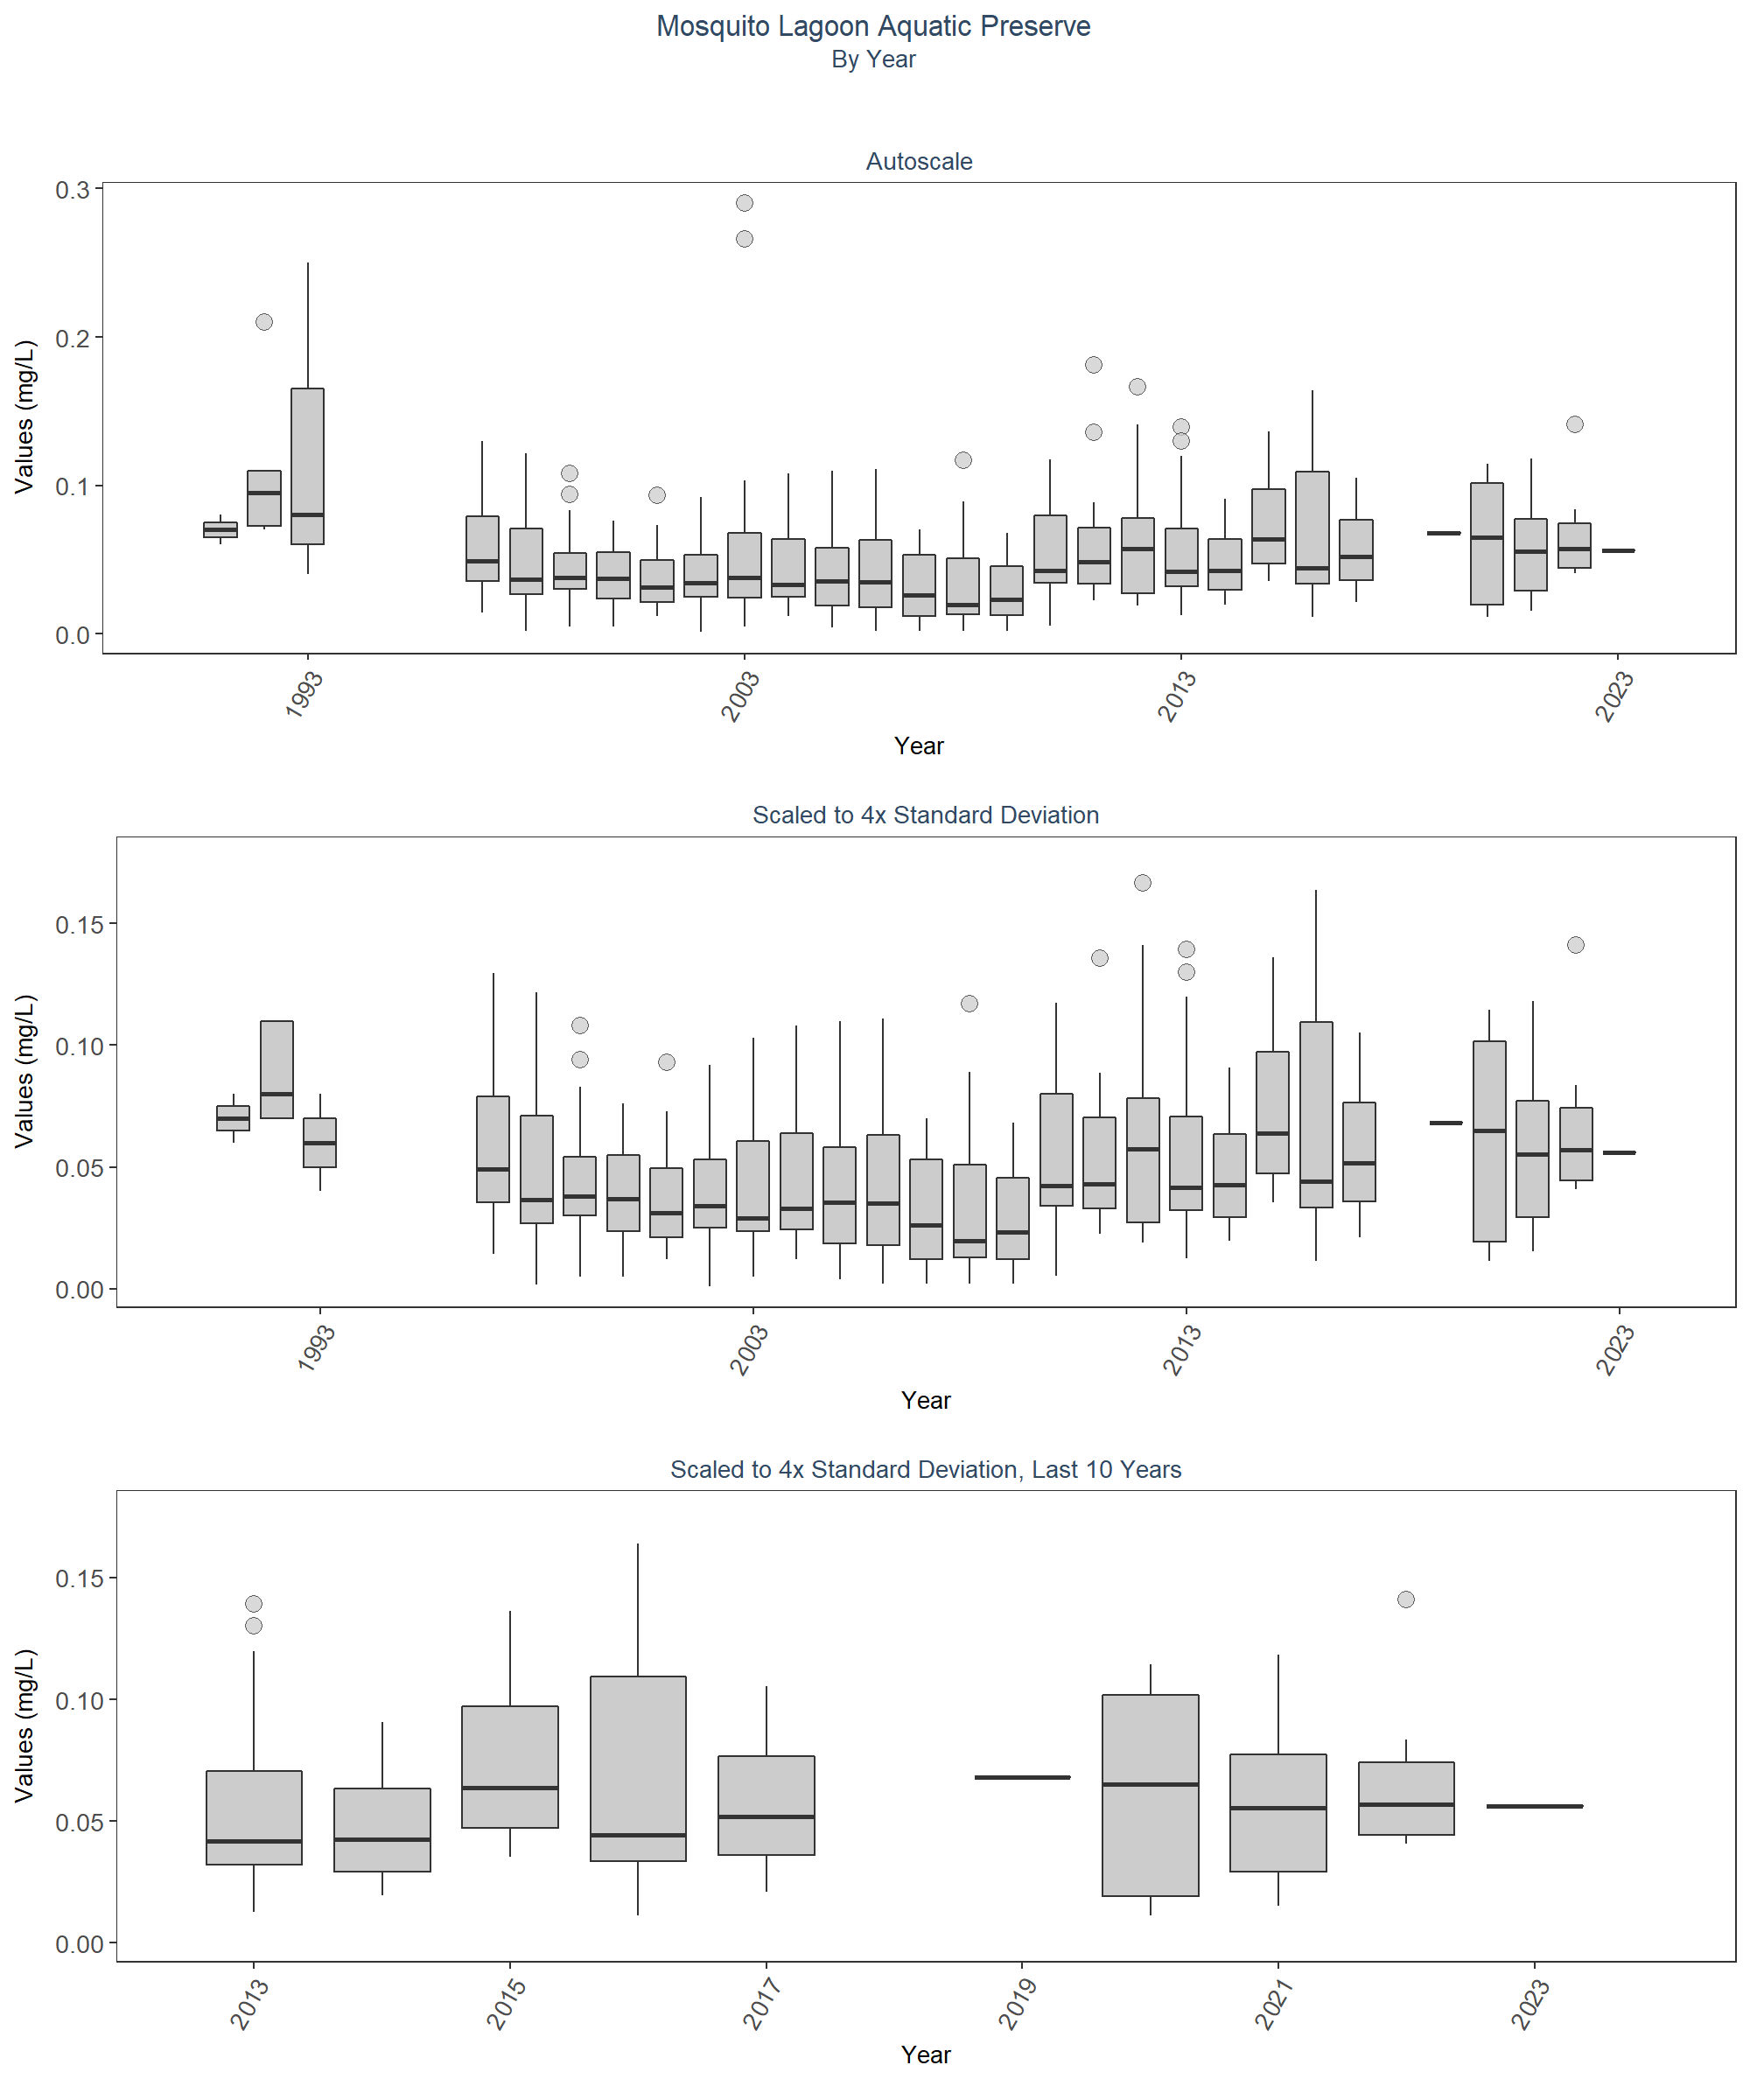 Mosquito Lagoon Aquatic Preserve
By Year
Autoscale
Values (mg/L)
0.3
0.2
0.1
0.0
1993
2003
2013
2023
Year
Scaled to 4x Standard Deviation
Values (mg/L)
0.15
0.10
0.05
0.00
1993
2003
2013
2023
Year
Scaled to 4x Standard Deviation, Last 10 Years
Values (mg/L)
0.15
0.10
0.05
0.00
2013
2015
2017
2019
2021
2023
Year